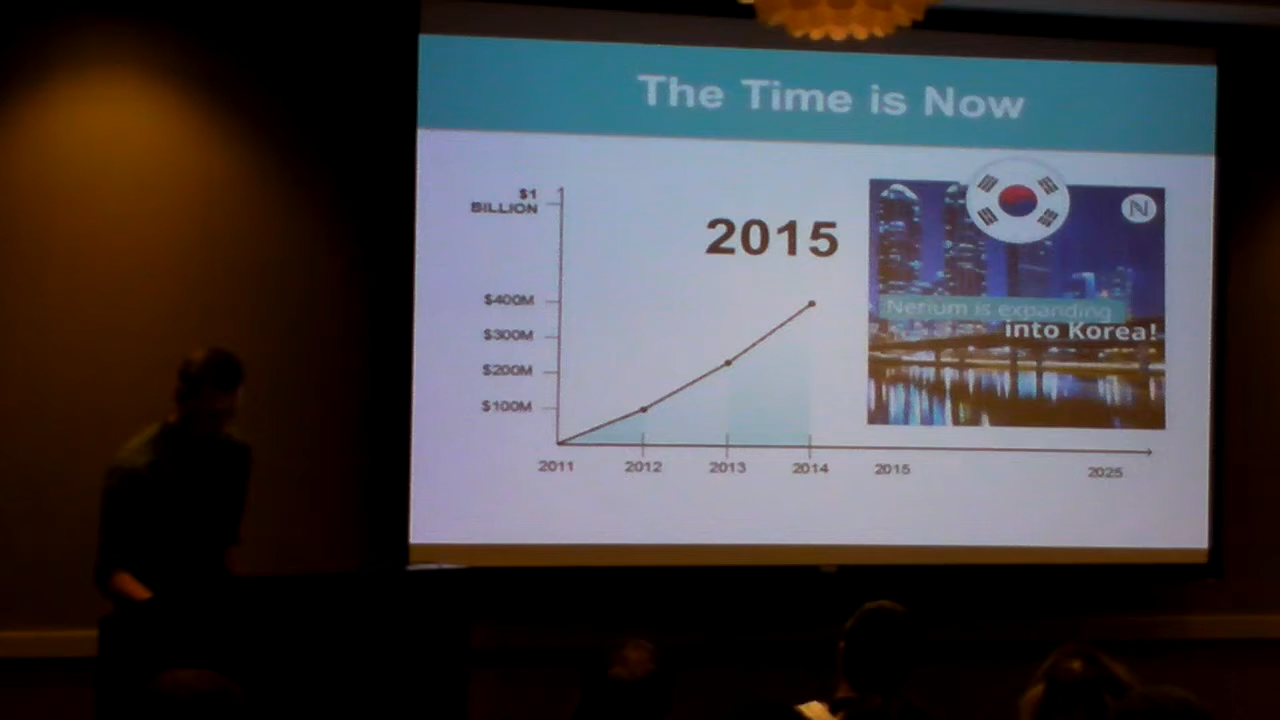 The Time is Now
$1
BILLION
2015
$400M
$300M
$200M
$100M
2011 2012 2013 2014 2015 2025
N
Nerium is expanding
into Korea!